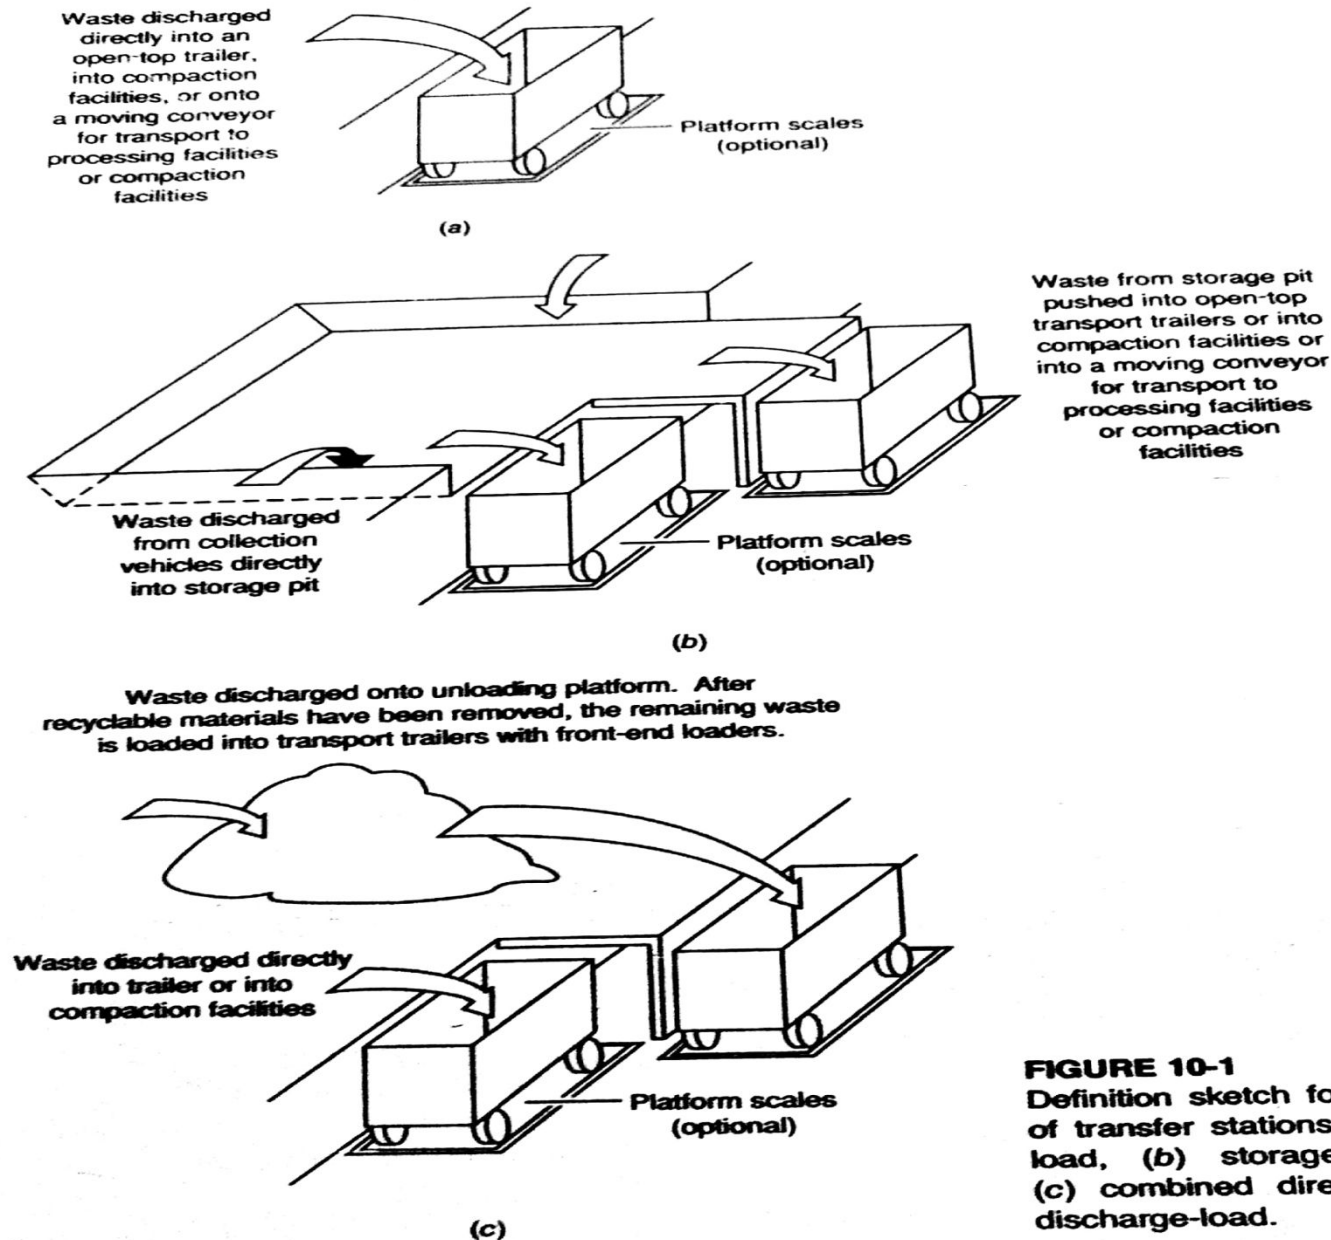 Waste discharged
directly into an
open-top trailer,
into compaction
facilities, or onto
a moving conveyor
for transport to
processing facilities
or compaction
facilities
Platform scales
(optional)
(a)
Waste from storage pit
pushed into open-top
transport trailers or into
compaction facilities or
into a moving conveyor
for transport to
processing facilities
or compaction
facilities
Waste discharged
from collection
vehicles directly
into storage pit
Platform scales
(optional)
(b)
Waste discharged onto unloading platform. After
recyclable materials have been removed, the remaining waste
is loaded into transport trailers with front-end loaders.
Waste discharged directly
into trailer or into
compaction facilities
Platform scales
(optional)
(c)
FIGURE 10-1
Definition sketch
of transfer stations
load, (b)
(c) combined
discharge-load.